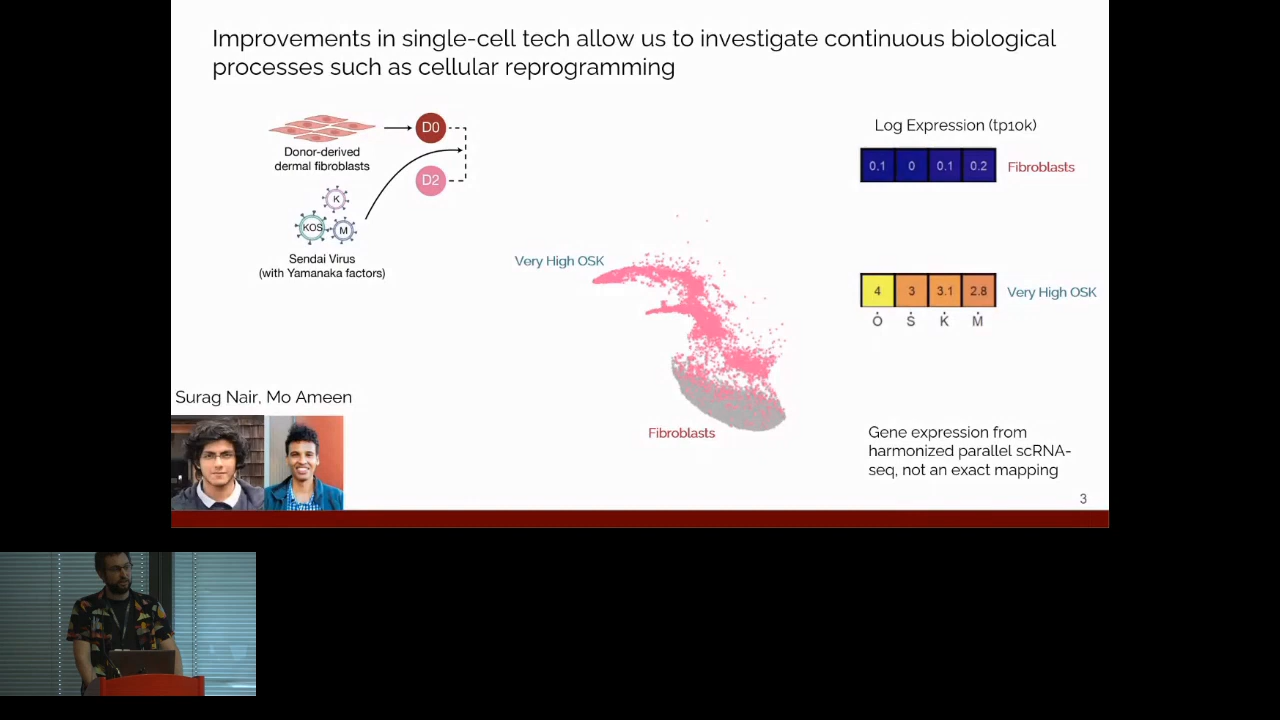 Improvements in single-cell tech allow us to investigate continuous biological
processes such as cellular reprogramming
Donor-derived
dermal fibroblasts
D0
D2
K
KOS
M
Sendai Virus
(with Yamanaka factors)
Very High OSK
Fibroblasts
Log Expression (tp10k)
0.1 0 0.1 0.2 Fibroblasts
4 3 3.1 2.8 Very High OSK
O S K M
Surag Nair, Mo Ameen
Gene expression from
harmonized parallel scRNA-
seq, not an exact mapping
3